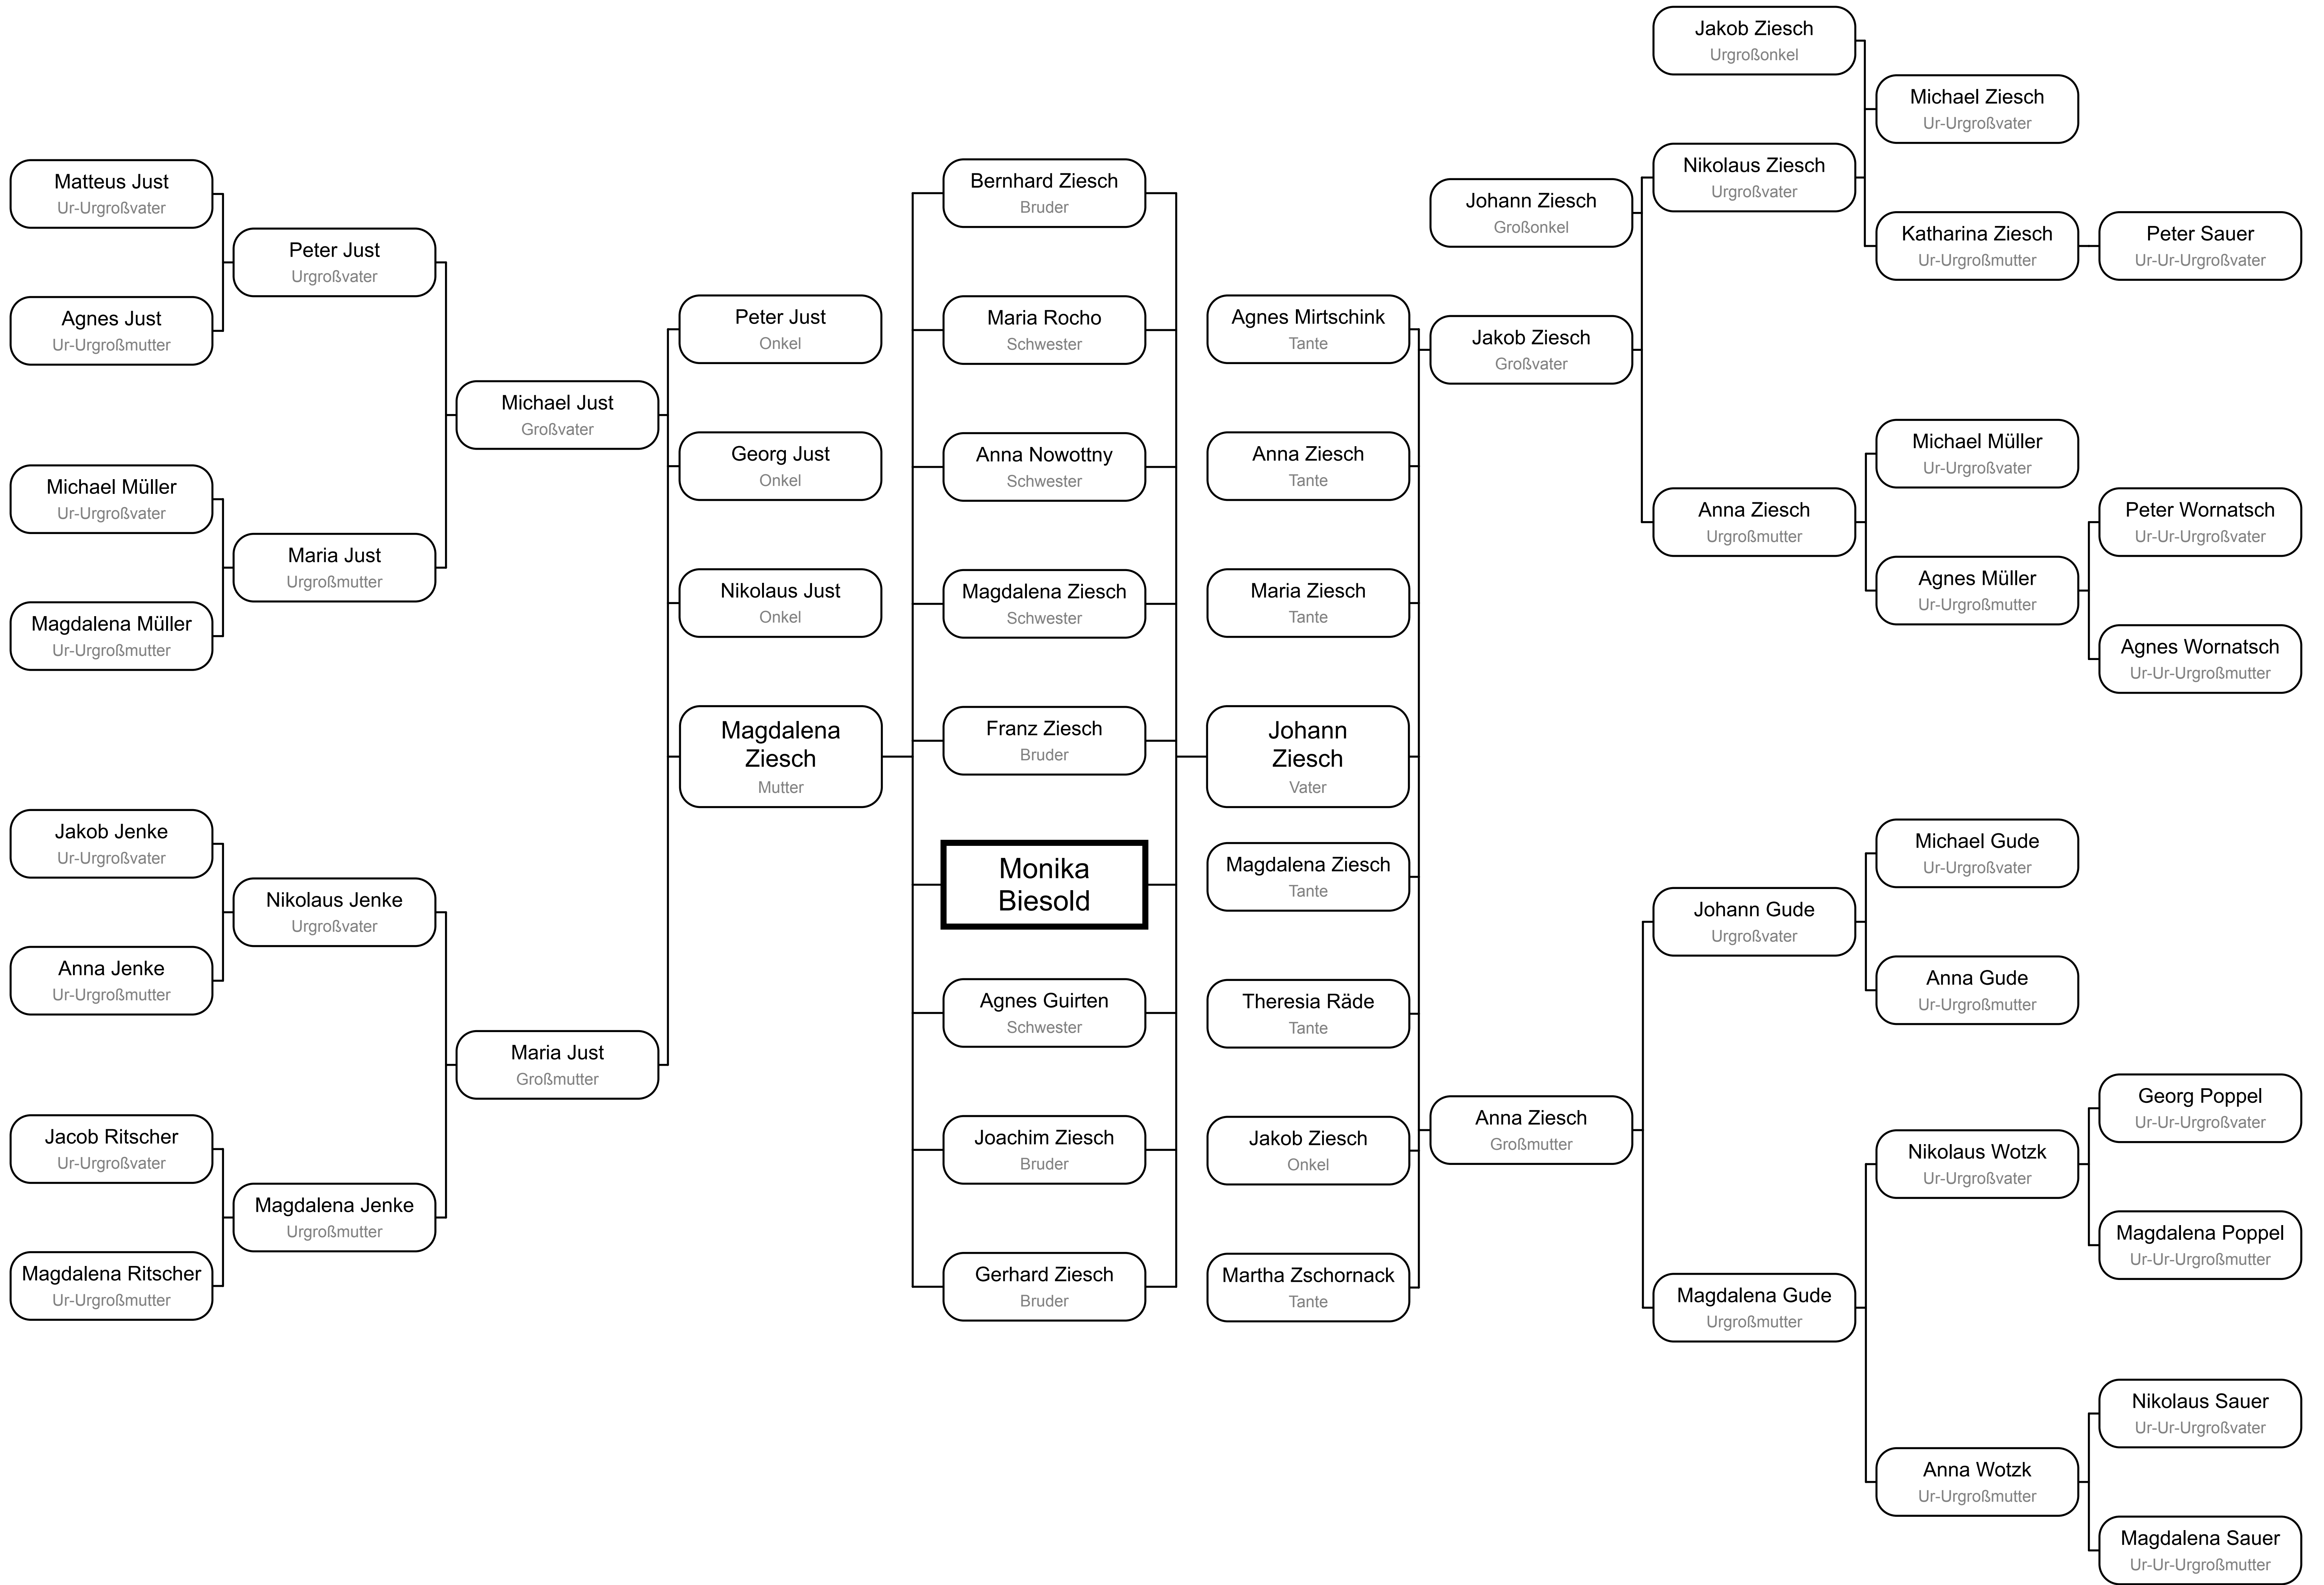 Matteus Just
Ur-Urgroßvater
Agnes Just
Ur-Urgroßmutter
Michael Müller
Ur-Urgroßvater
Magdalena Müller
Ur-Urgroßmutter
Jakob Jenke
Ur-Urgroßvater
Anna Jenke
Ur-Urgroßmutter
Jacob Ritscher
Ur-Urgroßvater
Magdalena Ritscher
Ur-Urgroßmutter
Peter Just
Urgroßvater
Maria Just
Urgroßmutter
Nikolaus Jenke
Urgroßvater
Magdalena Jenke
Urgroßmutter
Michael Just
Großvater
Maria Just
Großmutter
Peter Just
Onkel
Georg Just
Onkel
Nikolaus Just
Onkel
Magdalena
Ziesch
Mutter
Bernhard Ziesch
Bruder
Maria Rocho
Schwester
Anna Nowottny
Schwester
Magdalena Ziesch
Schwester
Franz Ziesch
Bruder
Monika
Biesold
Agnes Guirten
Schwester
Joachim Ziesch
Bruder
Gerhard Ziesch
Bruder
Agnes Mirtschink
Tante
Anna Ziesch
Tante
Maria Ziesch
Tante
Johann
Ziesch
Vater
Magdalena Ziesch
Tante
Theresia Räde
Tante
Jakob Ziesch
Onkel
Martha Zschornack
Tante
Johann Ziesch
Großonkel
Jakob Ziesch
Großvater
Anna Ziesch
Großmutter
Jakob Ziesch
Urgroßonkel
Nikolaus Ziesch
Urgroßvater
Anna Ziesch
Urgroßmutter
Johann Gude
Urgroßvater
Magdalena Gude
Urgroßmutter
Michael Ziesch
Ur-Urgroßvater
Katharina Ziesch
Ur-Urgroßmutter
Michael Müller
Ur-Urgroßvater
Agnes Müller
Ur-Urgroßmutter
Michael Gude
Ur-Urgroßvater
Anna Gude
Ur-Urgroßmutter
Nikolaus Wotzk
Ur-Urgroßvater
Anna Wotzk
Ur-Urgroßmutter
Peter Sauer
Ur-Ur-Urgroßvater
Peter Wornatsch
Ur-Ur-Urgroßvater
Agnes Wornatsch
Ur-Ur-Urgroßmutter
Georg Poppel
Ur-Ur-Urgroßvater
Magdalena Poppel
Ur-Ur-Urgroßmutter
Nikolaus Sauer
Ur-Ur-Urgroßvater
Magdalena Sauer
Ur-Ur-Urgroßmutter